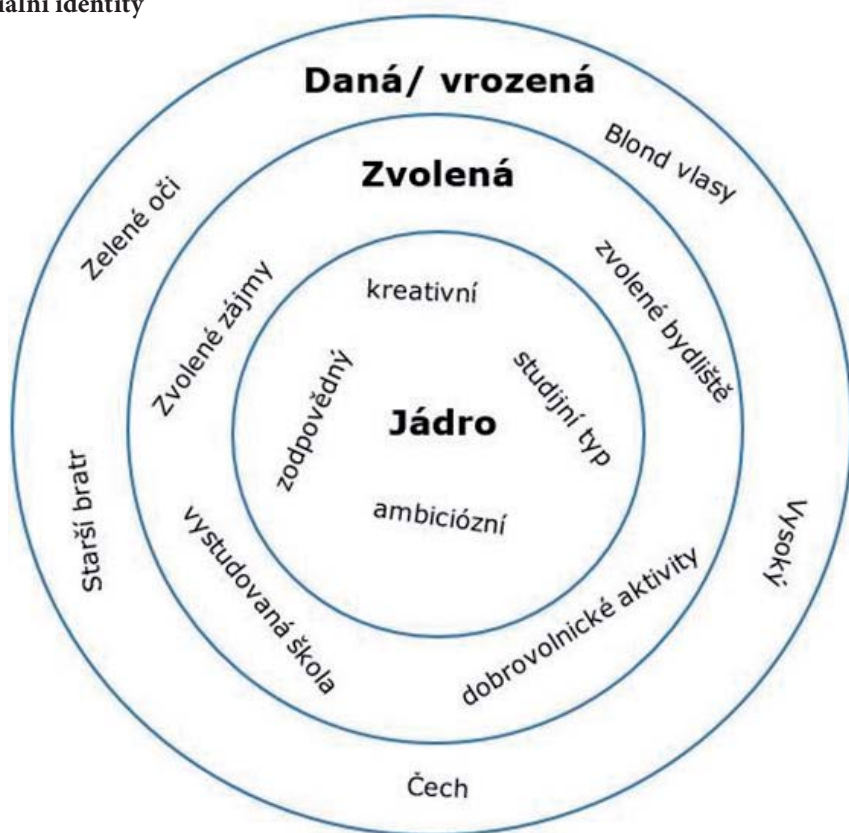 iální identity
Daná/ vrozená
Blond vlasy
Zelené oči
Zvolená
zvolené bydliště
Zvolené zájmy
kreativní
zodpovědný
studijní typ
Jádro
ambiciózní
Starší bratr
Vysoký
vystudovaná škola
dobrovolnické aktivity
Čech